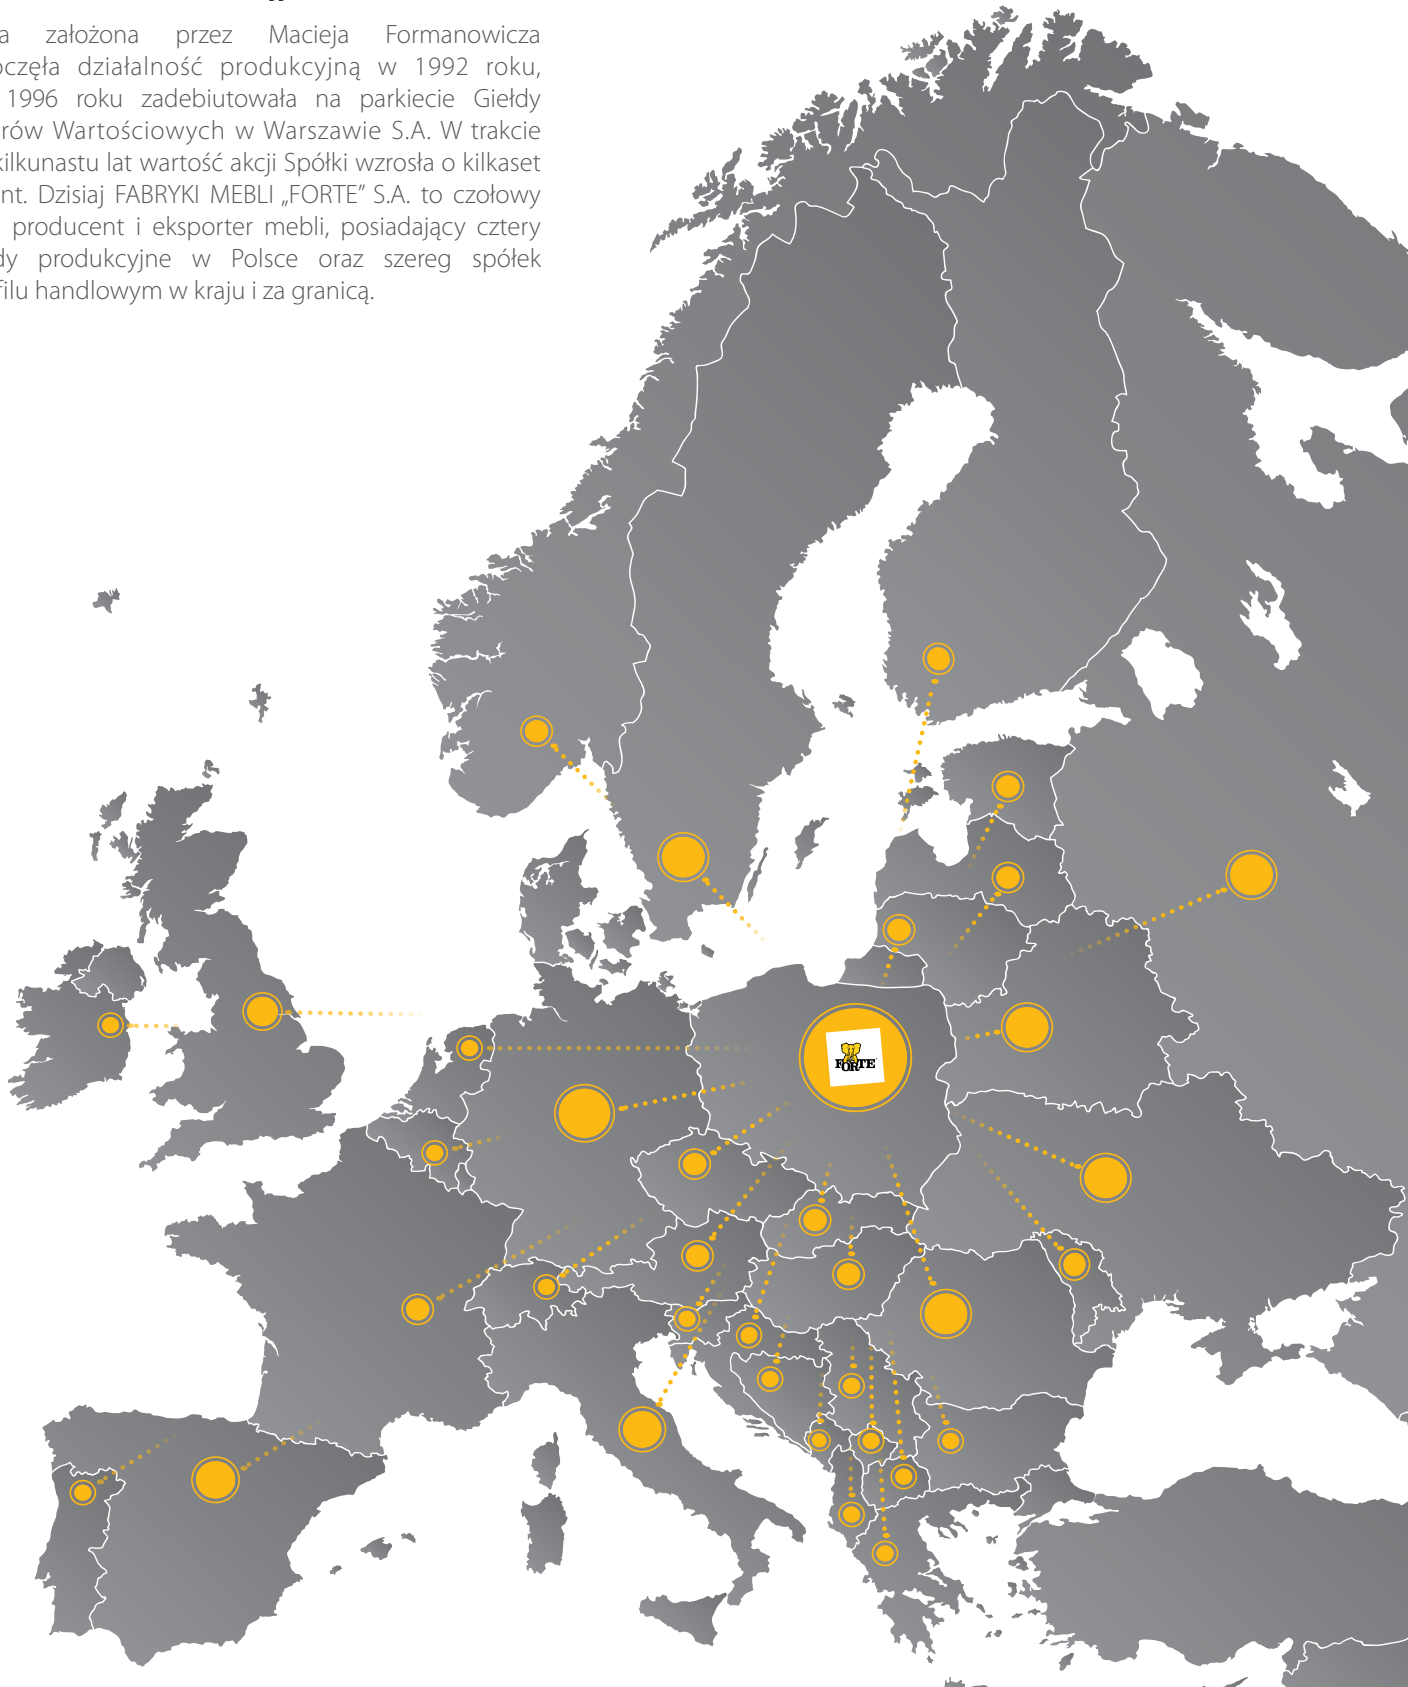 a założona przez Macieja Formanowicza
oczęła działalność produkcyjną w 1992 roku,
1996 roku zadebiutowała na parkiecie Giełdy
rów Wartościowych w Warszawie S.A. W trakcie
kilkunastu lat wartość akcji Spółki wzrosła o kilkaset
nt. Dzisiaj FABRYKI MEBLI „FORTE” S.A. to czołowy
producent i eksporter mebli, posiadający cztery
dy produkcyjne w Polsce oraz szereg spółek
filu handlowym w kraju i za granicą.
FORTE